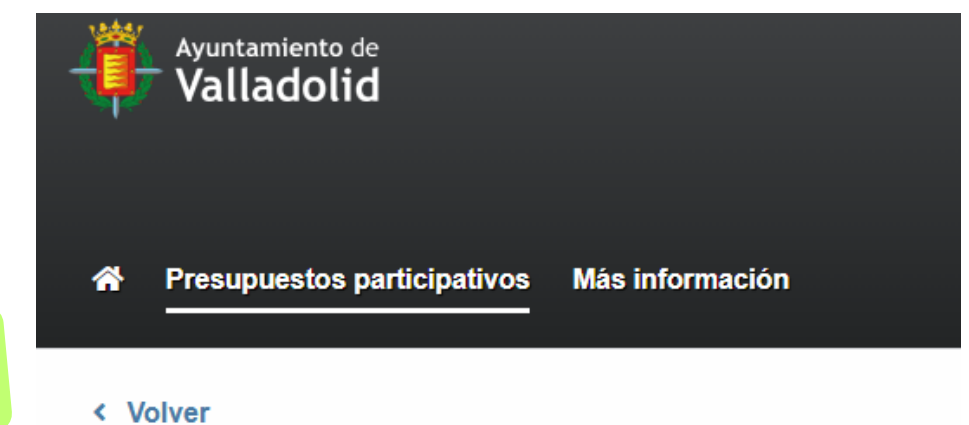 Ayuntamiento de
Valladolid
Presupuestos participativos Más información
Volver